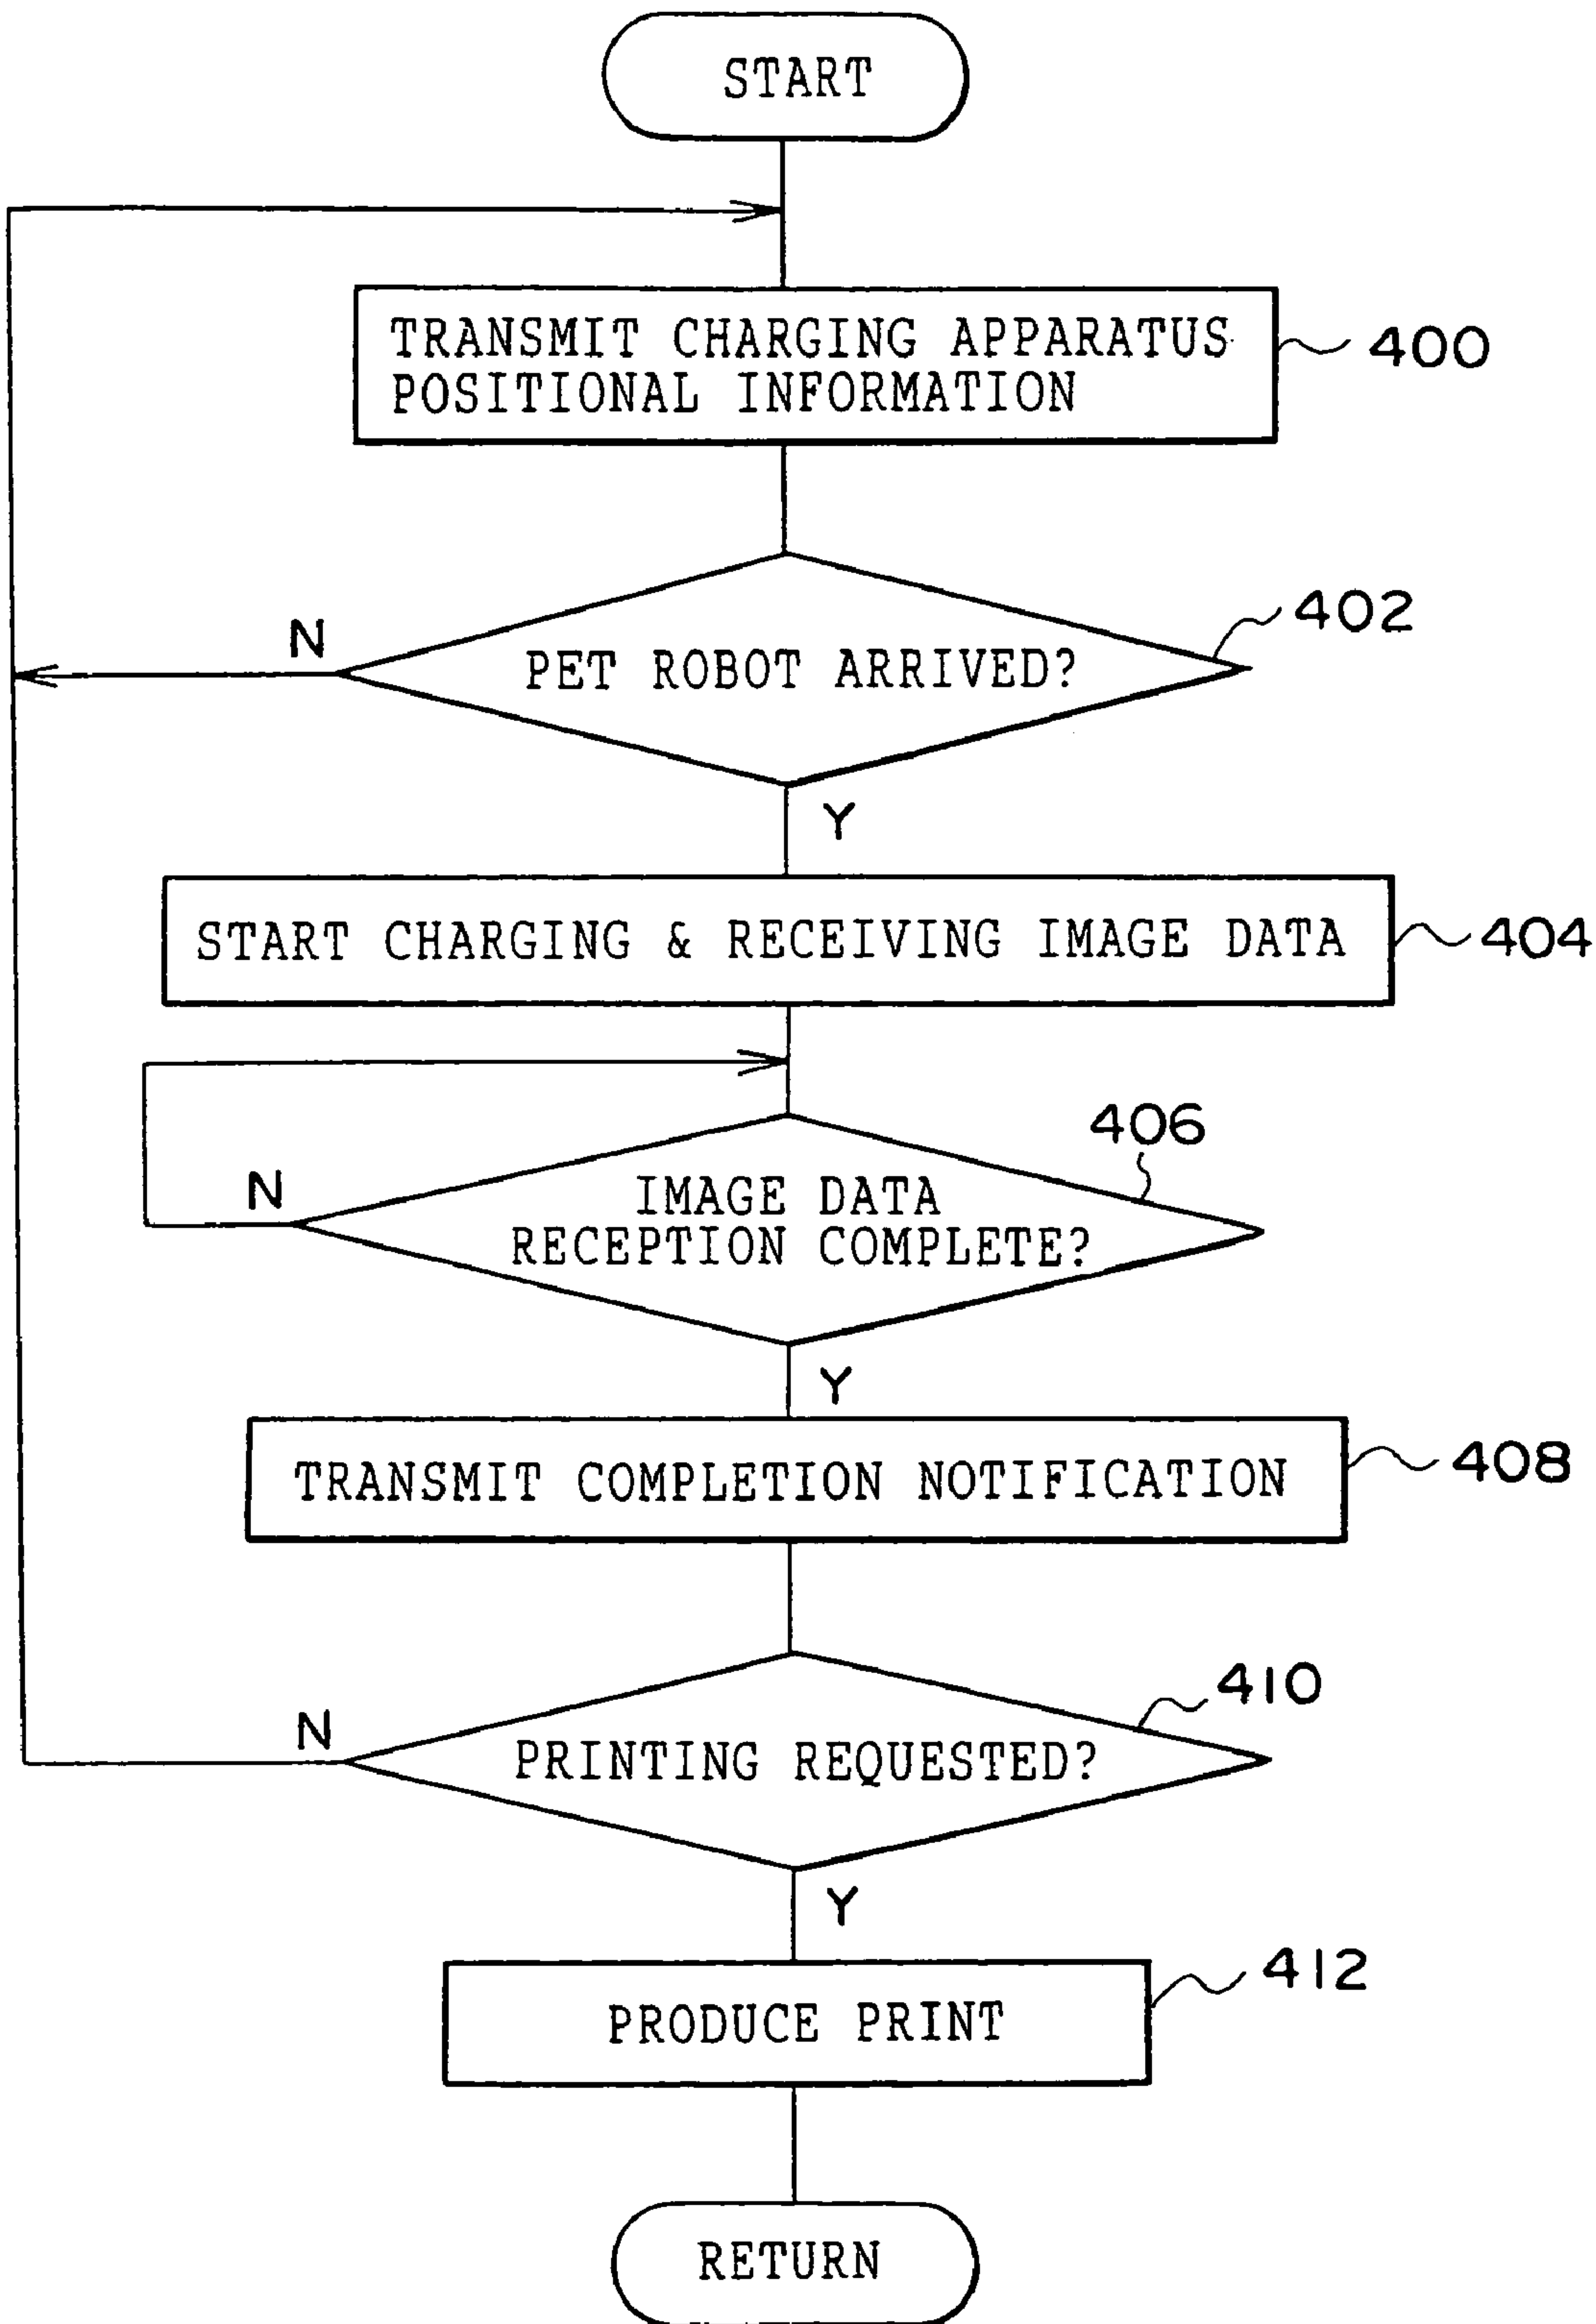 START
TRANSMIT CHARGING APPARATUS
POSITIONAL INFORMATION
400
402
N
PET ROBOT ARRIVED?
Y
START CHARGING & RECEIVING IMAGE DATA
404
406
N
IMAGE DATA
RECEPTION COMPLETE?
Y
TRANSMIT COMPLETION NOTIFICATION
408
410
N
PRINTING REQUESTED?
Y
412
PRODUCE PRINT
RETURN